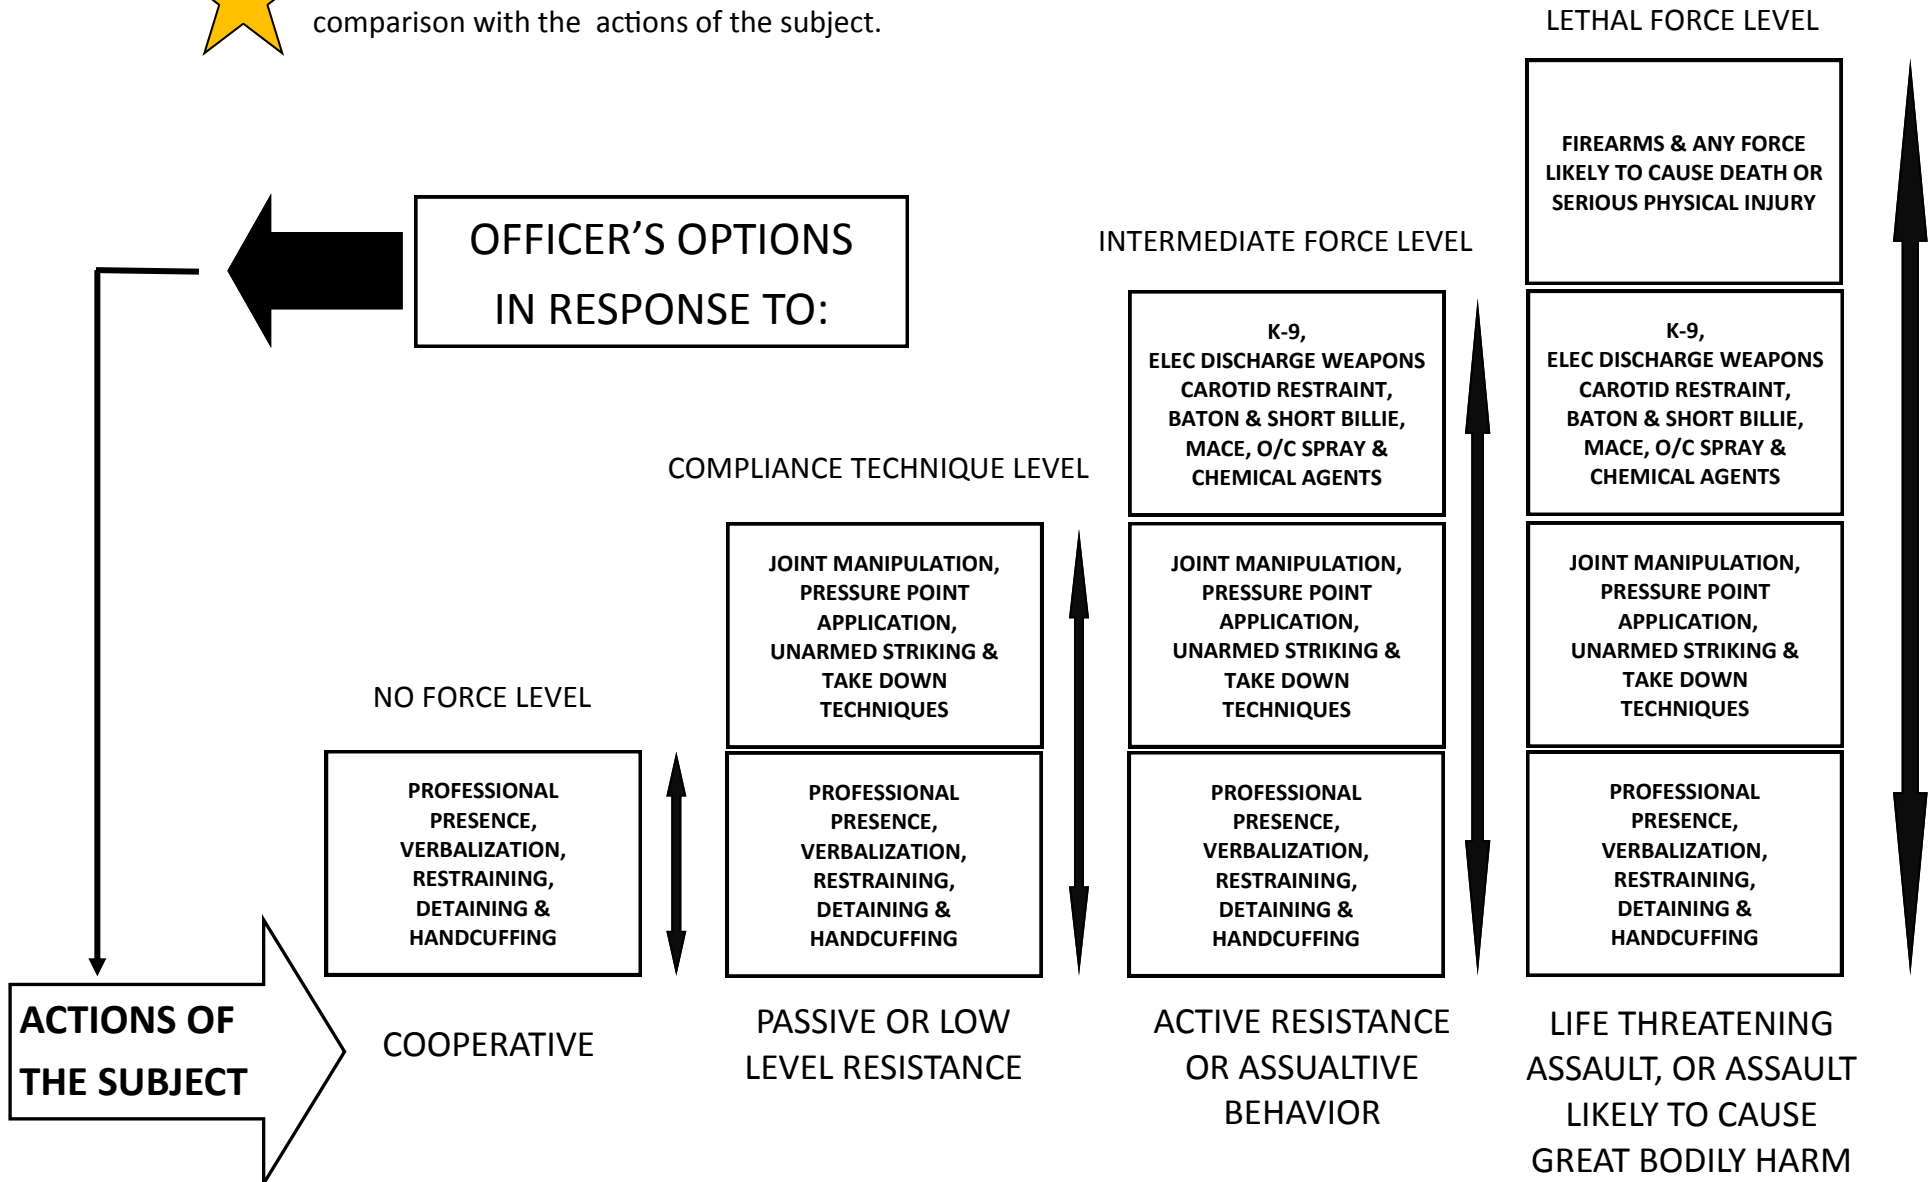 comparison with the actions of the subject.
LETHAL FORCE LEVEL
FIREARMS & ANY FORCE
LIKELY TO CAUSE DEATH OR
SERIOUS PHYSICAL INJURY
OFFICER’S OPTIONS
IN RESPONSE TO:
INTERMEDIATE FORCE LEVEL
K-9,
ELEC DISCHARGE WEAPONS
CAROTID RESTRAINT,
BATON & SHORT BILLIE,
MACE, O/C SPRAY &
CHEMICAL AGENTS
K-9,
ELEC DISCHARGE WEAPONS
CAROTID RESTRAINT,
BATON & SHORT BILLIE,
MACE, O/C SPRAY &
CHEMICAL AGENTS
COMPLIANCE TECHNIQUE LEVEL
JOINT MANIPULATION,
PRESSURE POINT
APPLICATION,
UNARMED STRIKING &
TAKE DOWN
TECHNIQUES
JOINT MANIPULATION,
PRESSURE POINT
APPLICATION,
UNARMED STRIKING &
TAKE DOWN
TECHNIQUES
JOINT MANIPULATION,
PRESSURE POINT
APPLICATION,
UNARMED STRIKING &
TAKE DOWN
TECHNIQUES
NO FORCE LEVEL
PROFESSIONAL
PRESENCE,
VERBALIZATION,
RESTRAINING,
DETAINING &
HANDCUFFING
PROFESSIONAL
PRESENCE,
VERBALIZATION,
RESTRAINING,
DETAINING &
HANDCUFFING
PROFESSIONAL
PRESENCE,
VERBALIZATION,
RESTRAINING,
DETAINING &
HANDCUFFING
PROFESSIONAL
PRESENCE,
VERBALIZATION,
RESTRAINING,
DETAINING &
HANDCUFFING
ACTIONS OF
THE SUBJECT
COOPERATIVE
PASSIVE OR LOW
LEVEL RESISTANCE
ACTIVE RESISTANCE
OR ASSUALTIVE
BEHAVIOR
LIFE THREATENING
ASSAULT, OR ASSAULT
LIKELY TO CAUSE
GREAT BODILY HARM